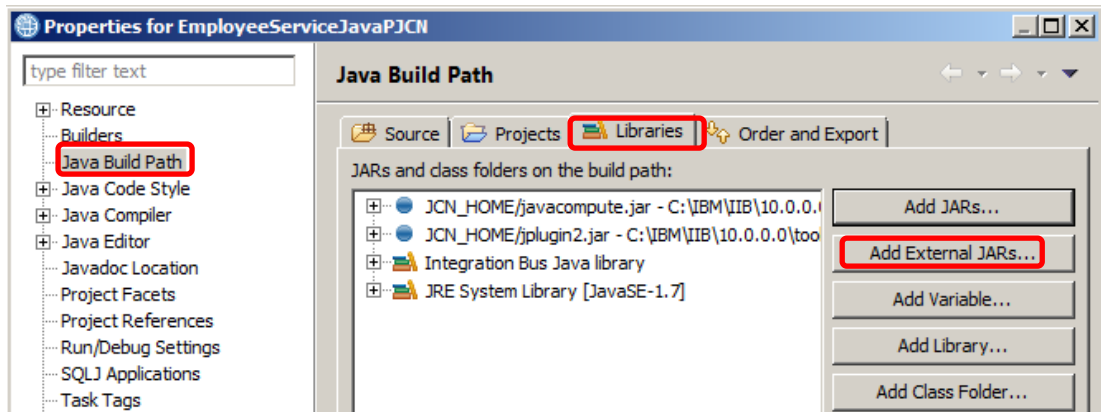 Properties for EmployeeServiceJavaPJCN
type filter text
Resource
Builders
Java Build Path
Java Code Style
Java Compiler
Java Editor
Javadoc Location
Project Facets
Project References
Run/Debug Settings
SQLJ Applications
Task Tags
Java Build Path
Source Projects Libraries Order and Export
JARs and class folders on the build path:
JCN_HOME/javacompute.jar - C:\IBM\IIB\10.0.0.
JCN_HOME/jplugin2.jar - C:\IBM\IIB\10.0.0.0\too
Integration Bus Java library
JRE System Library [JavaSE-1.7]
Add JARs...
Add External JARs...
Add Variable...
Add Library...
Add Class Folder...